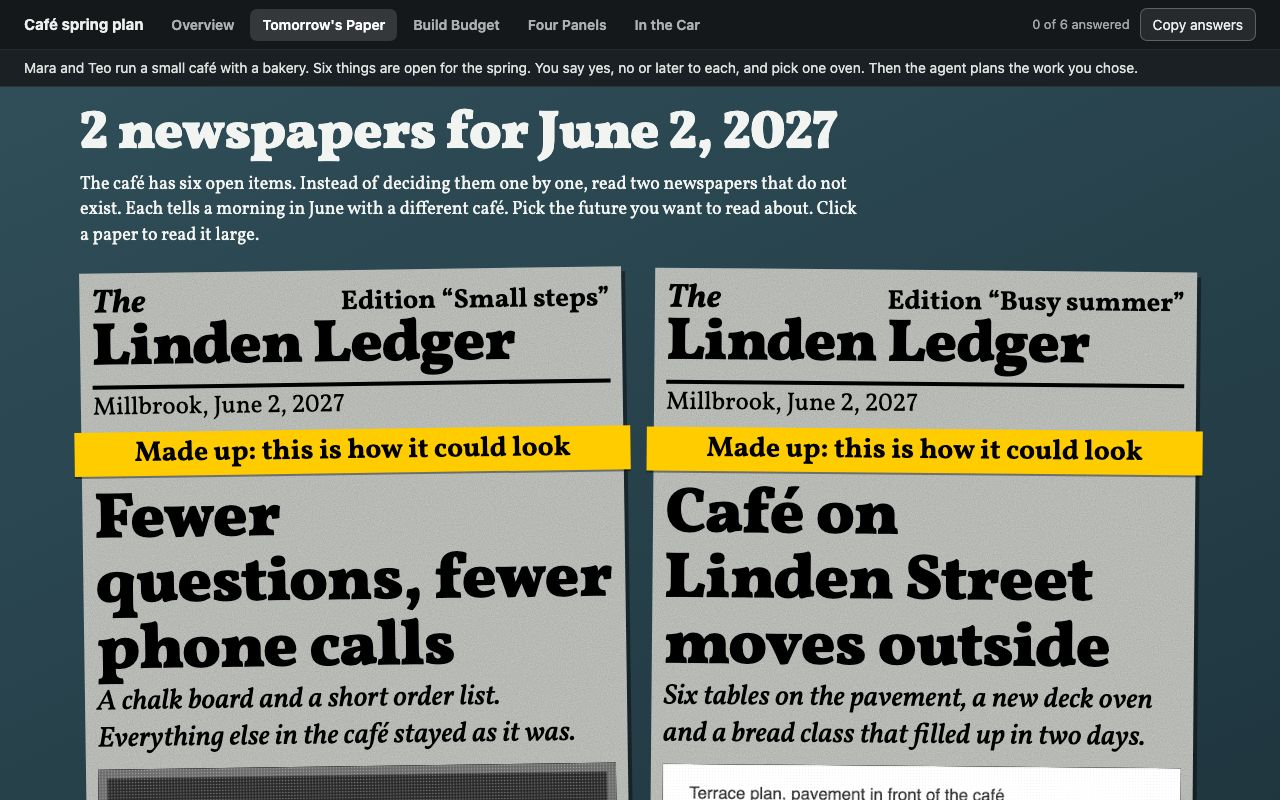 Café spring plan
Overview
Tomorrow's Paper
Build Budget
Four Panels
In the Car
0 of 6 answered
Copy answers
Mara and Teo run a small café with a bakery. Six things are open for the spring. You say yes, no or later to each, and pick one oven. Then the agent plans the work you chose.
2 newspapers for June 2, 2027
The café has six open items. Instead of deciding them one by one, read two newspapers that do not
exist. Each tells a morning in June with a different café. Pick the future you want to read about. Click
a paper to read it large.
The
Edition “Small steps”
Linden Ledger
Millbrook, June 2, 2027
Made up: this is how it could look
Fewer
questions, fewer
phone calls
A chalk board and a short order list.
Everything else in the café stayed as it was.
The
Edition “Busy summer”
Linden Ledger
Millbrook, June 2, 2027
Made up: this is how it could look
Café on
Linden Street
moves outside
Six tables on the pavement, a new deck oven
and a bread class that filled up in two days.
Terrace plan, pavement in front of the café